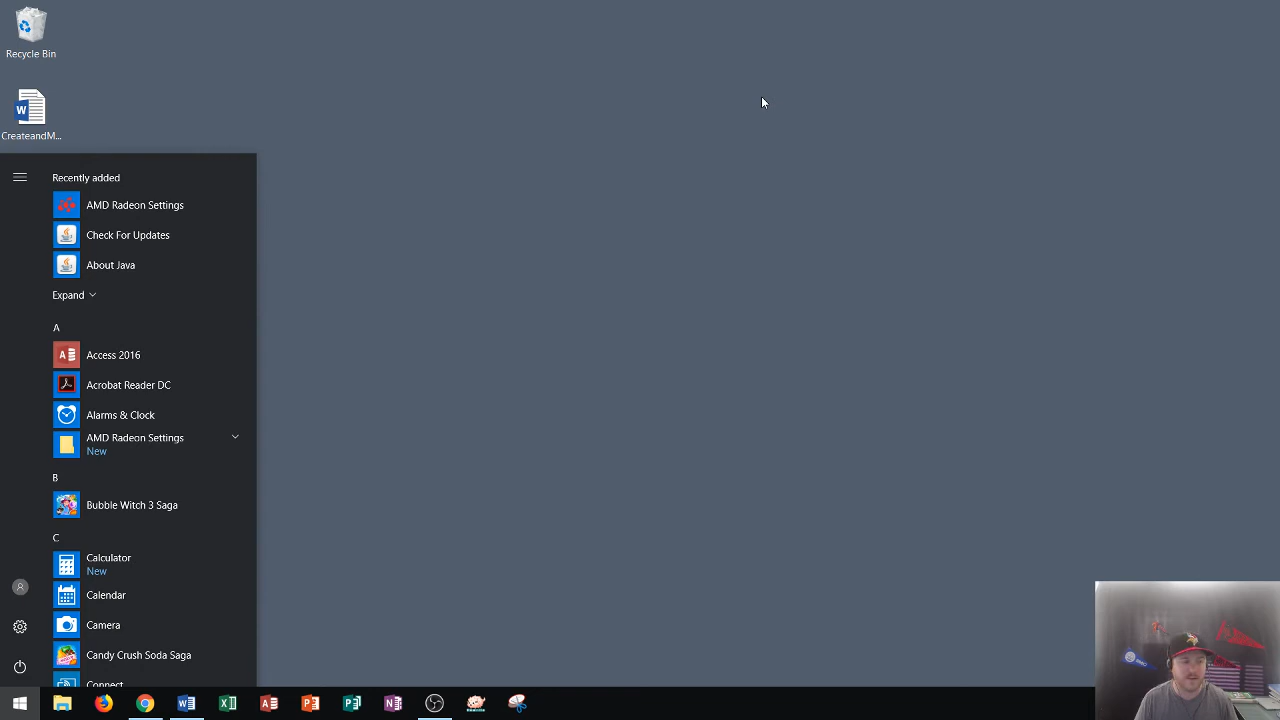 Recycle Bin
CreateandM...
Recently added
AMD Radeon Settings
Check For Updates
About Java
Expand
A
Access 2016
Acrobat Reader DC
Alarms & Clock
AMD Radeon Settings
New
B
Bubble Witch 3 Saga
C
Calculator
New
Calendar
Camera
Candy Crush Soda Saga
Connect